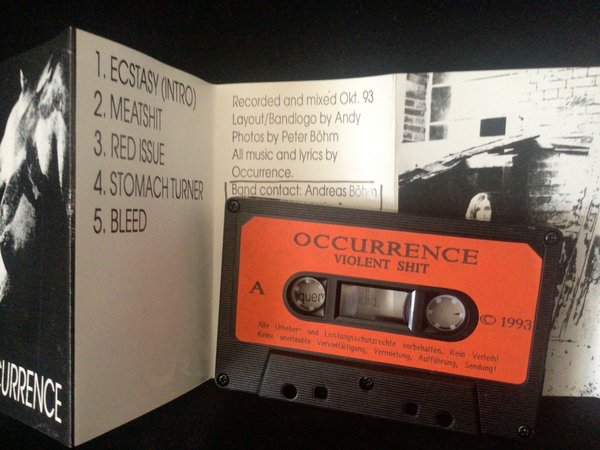 1. ECSTASY (INTRO)
2. MEATSHIT
3. RED ISSUE
4. STOMACH TURNER
5. BLEED
CURRENCE
Recorded and mixed Okt. 93
Layout/Bandlogo by Andy
Photos by Peter Böhm
All music and lyrics by
Occurrence.
Band contact: Andreas Böhm
OCCURRENCE
VIOLENT SHIT
A
© 1993
Alle Urheber- und Leistungsschutzrechte vorbehalten. Kein Verleih!
Keine unerlaubte Vervielfältigung, Vermietung, Aufführung, Sendung!